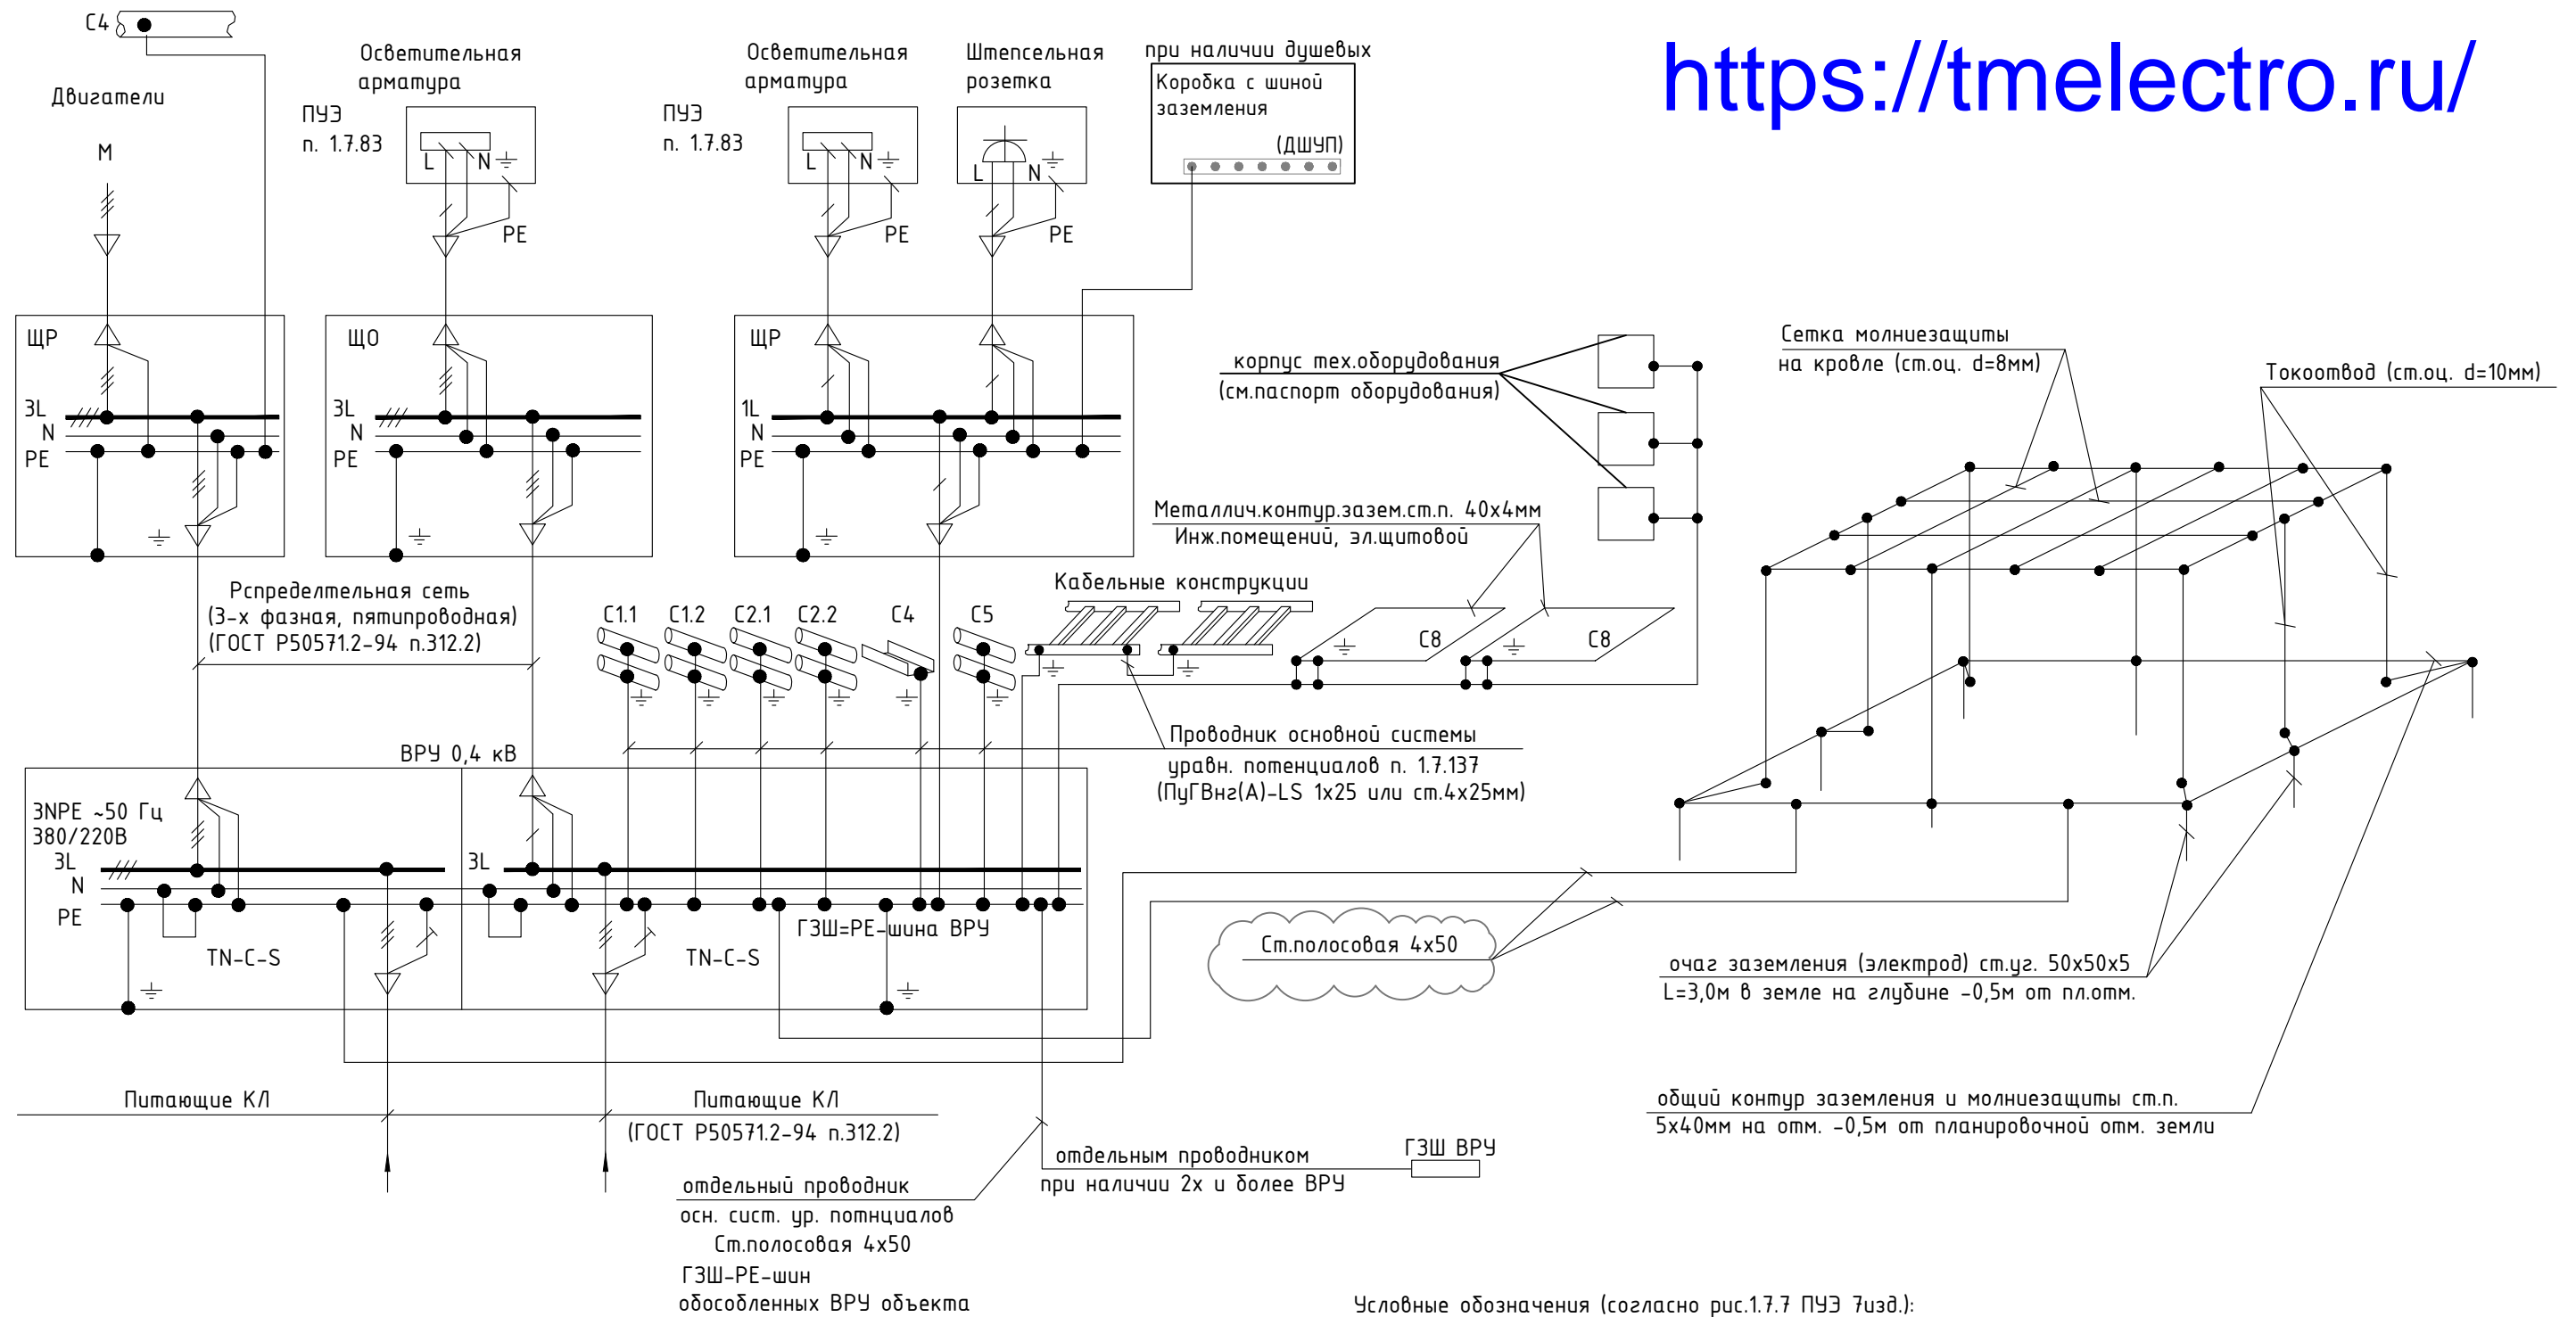 С4
https://tmelectro.ru/
Двигатели
М
Осветительная
арматура
ПУЭ
п. 1.7.83
L
N
PE
Осветительная
арматура
ПУЭ
п. 1.7.83
L
N
PE
Штепсельная
розетка
L
N
PE
при наличии душевых
Коробка с шиной
заземления
(ДШУП)
ЩР
3L
N
PE
ЩО
3L
N
PE
ЩР
1L
N
PE
корпус тех.оборудования
(см.паспорт оборудования)
Сетка молниезащиты
на кровле (ст.оц. d=8мм)
Токоотвод (ст.оц. d=10мм)
Металлич.контур.зазем.ст.п. 40х4мм
Инж.помещений, эл.щитовой
Рспределтельная сеть
(3-х фазная, пятипроводная)
(ГОСТ Р50571.2-94 п.312.2)
С1.1
С1.2
С2.1
С2.2
С4
С5
Кабельные конструкции
С8
С8
Проводник основной системы
уравн. потенциалов п. 1.7.137
(ПуГВнг(А)-LS 1х25 или ст.4х25мм)
ВРУ 0,4 кВ
3NPE ~50 Гц
380/220В
3L
N
PE
TN-C-S
3L
TN-C-S
ГЗШ=PE-шина ВРУ
Ст.полосовая 4х50
очаг заземления (электрод) ст.уг. 50х50х5
L=3,0м в земле на глубине -0,5м от пл.отм.
общий контур заземления и молниезащиты ст.п.
5х40мм на отм. -0,5м от планировочной отм. земли
Питающие КЛ
Питающие КЛ
(ГОСТ Р50571.2-94 п.312.2)
отдельным проводником
при наличии 2х и более ВРУ
ГЗШ ВРУ
отдельный проводник
осн. сист. ур. потнциалов
Ст.полосовая 4х50
ГЗШ-PE-шин
обособленных ВРУ объекта
Условные обозначения (согласно рис.1.7.7 ПУЭ 7изд.):